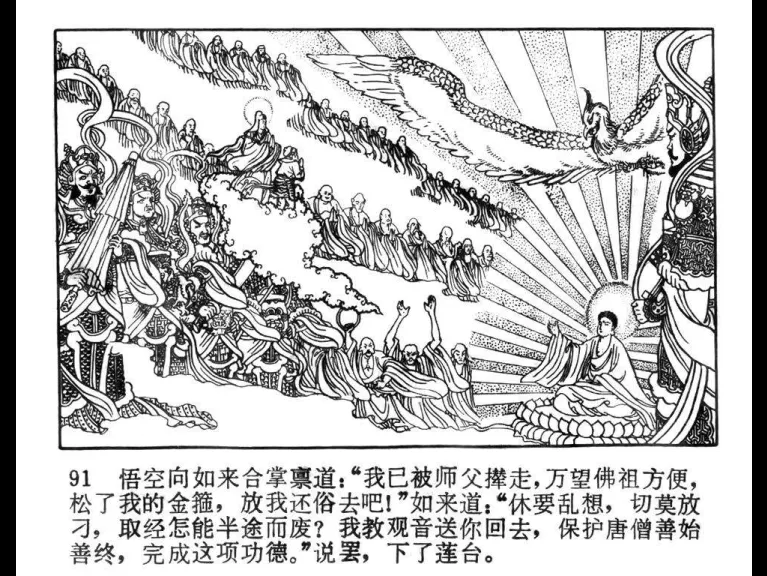 91 悟空向如来合掌禀道:“我已被师父撵走,万望佛祖方便,
松了我的金箍,放我还俗去吧!”如来道:“休要乱想,切莫放
刁,取经怎能半途而废?我教观音送你回去,保护唐僧善始
善终,完成这项功德。”说罢,下了莲台。